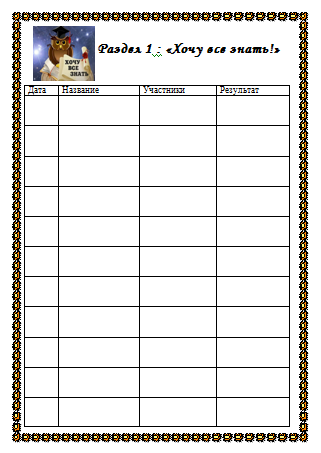 Раздел 1 : «Хочу все знать!»
ХОЧУ
ВСЕ
ЗНАТЬ
Дата Название Участники Результат